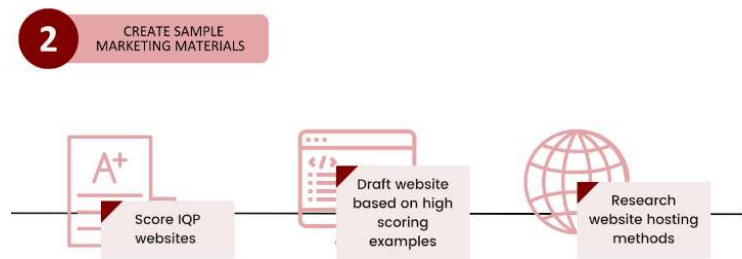 2
CREATE SAMPLE
MARKETING MATERIALS
A+
Score IQP
websites
</>
Draft website
based on high
scoring
examples
Research
website hosting
methods